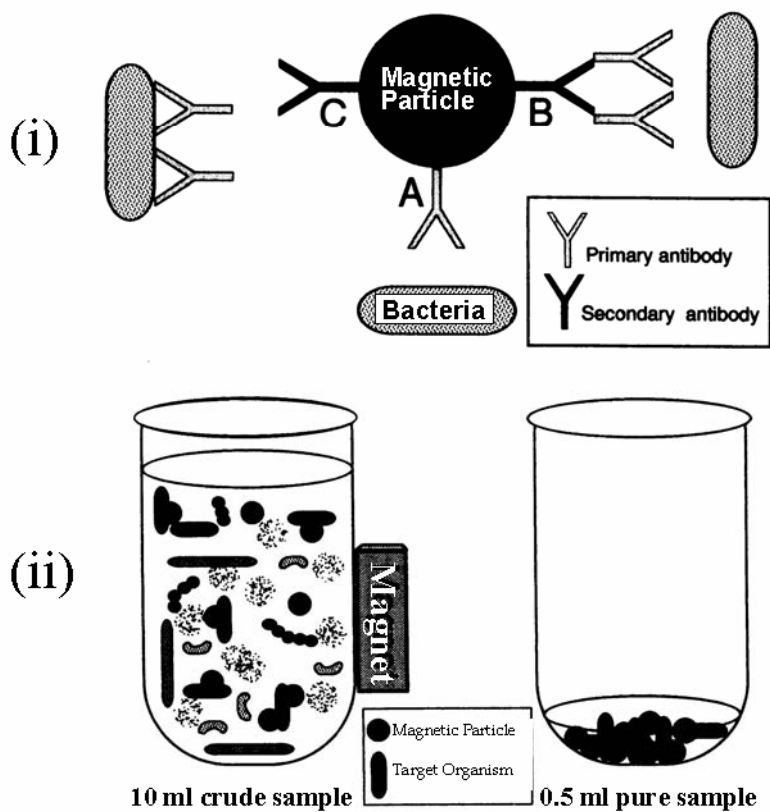 (i)
Magnetic
Particle
C
B
A
Bacteria
Primary antibody
Secondary antibody
(ii)
Magnet
Magnetic Particle
Target Organism
10 ml crude sample
0.5 ml pure sample